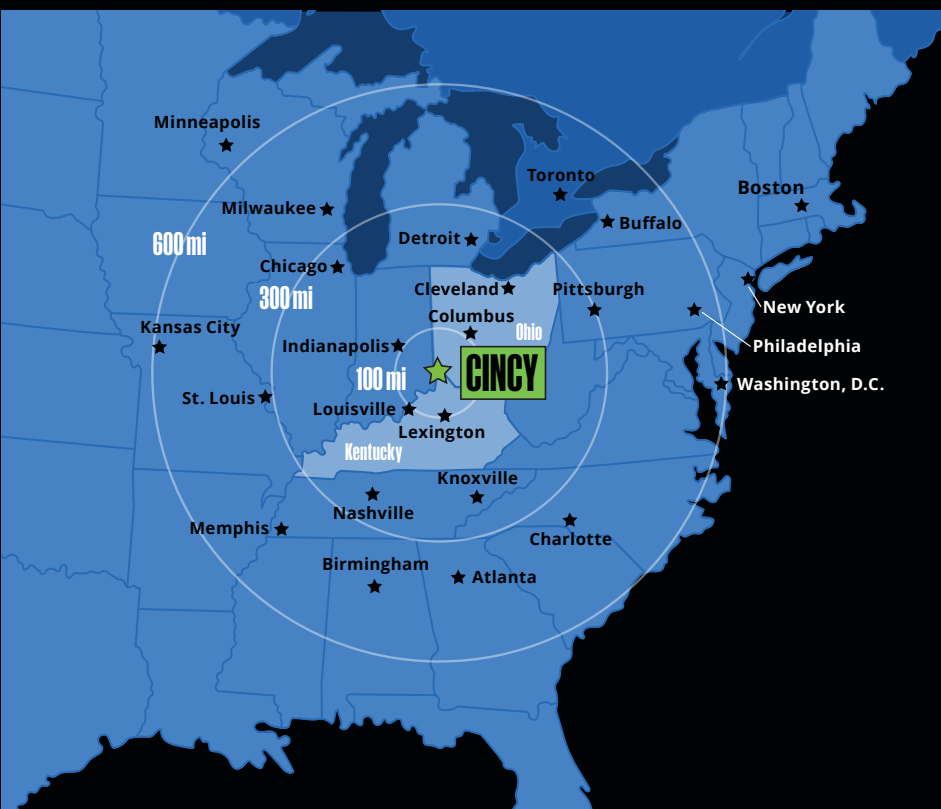 Minneapolis
Toronto
Boston
Milwaukee
Buffalo
600 mi
Detroit
Chicago
Cleveland
Pittsburgh
300 mi
New York
Columbus
Kansas City
Ohio
Indianapolis
Philadelphia
100 mi
CINCY
Washington, D.C.
St. Louis
Louisville
Lexington
Kentucky
Knoxville
Nashville
Memphis
Charlotte
Birmingham
Atlanta